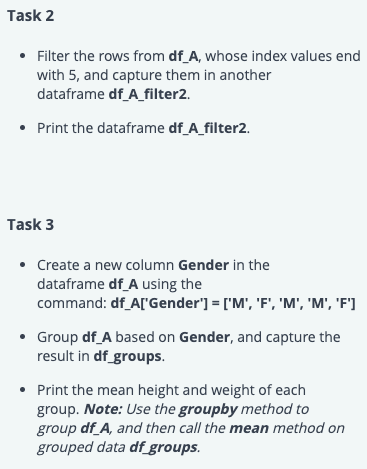 Task 2
• Filter the rows from df_A, whose index values end
with 5, and capture them in another
dataframe df_A_filter2.
• Print the dataframe df_A_filter2.
Task 3
• Create a new column Gender in the
dataframe df_A using the
command: df_A['Gender'] = ['M', 'F', 'M', 'M', 'F']
• Group df_A based on Gender, and capture the
result in df_groups.
• Print the mean height and weight of each
group. Note: Use the groupby method to
group df_A, and then call the mean method on
grouped data df_groups.